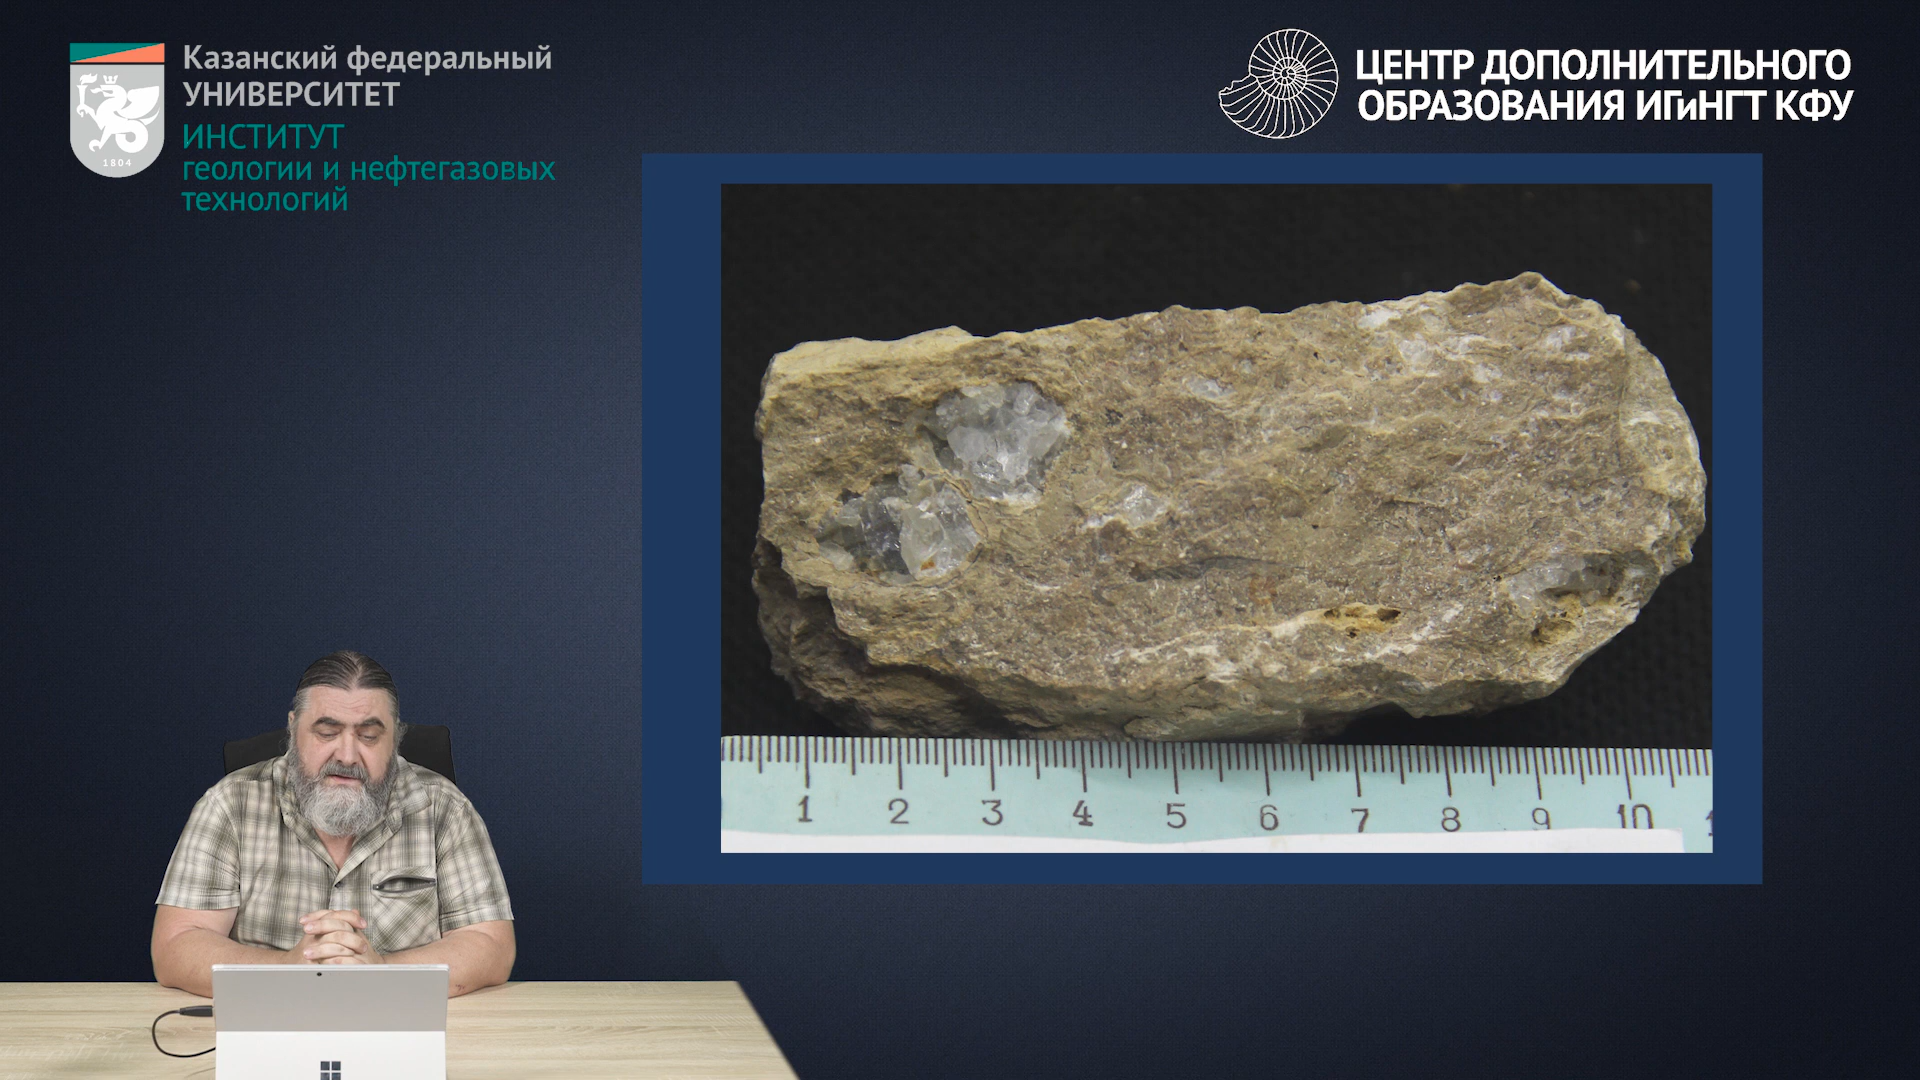 Казанский федеральный
УНИВЕРСИТЕТ
ИНСТИТУТ
геологии и нефтегазовых
технологий
1804
ЦЕНТР ДОПОЛНИТЕЛЬНОГО
ОБРАЗОВАНИЯ ИГиНГТ КФУ
1 2 3 4 5 6 7 8 9 10